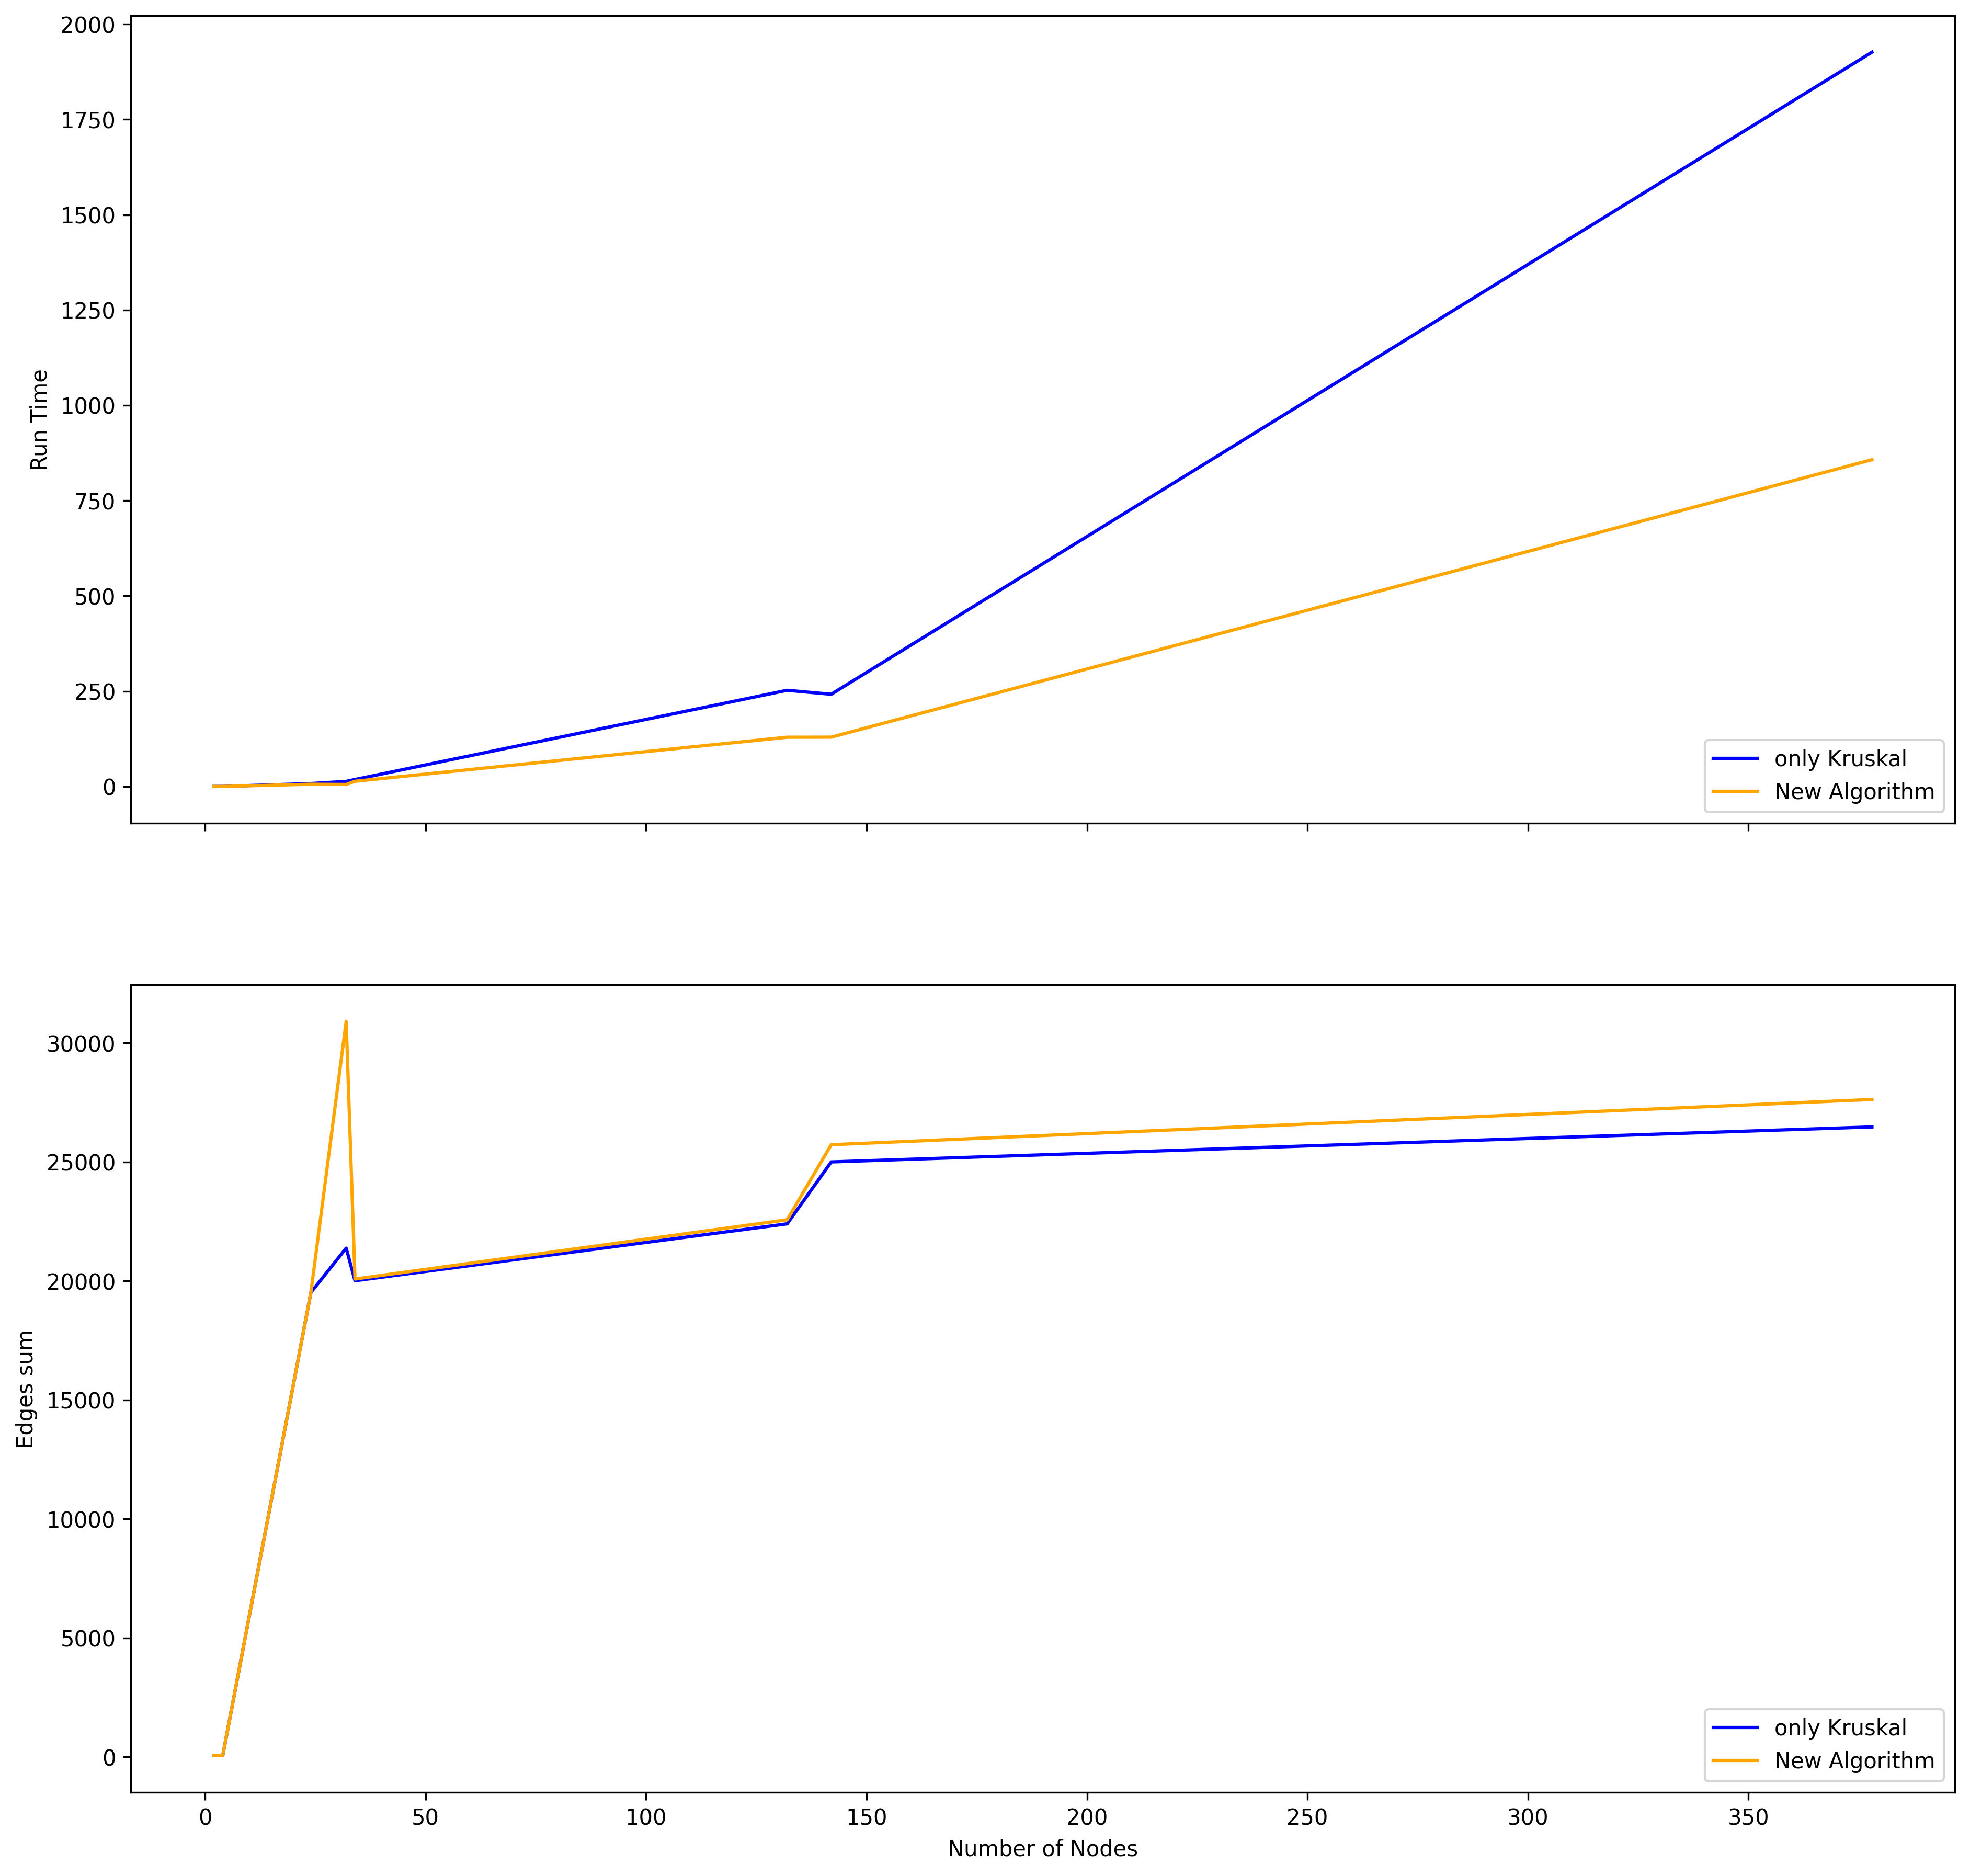 2000
1750
1500
1250
1000
750
500
250
0
Run Time
only Kruskal
New Algorithm
30000
25000
20000
15000
10000
5000
0
Edges sum
only Kruskal
New Algorithm
0 50 100 150 200 250 300 350
Number of Nodes